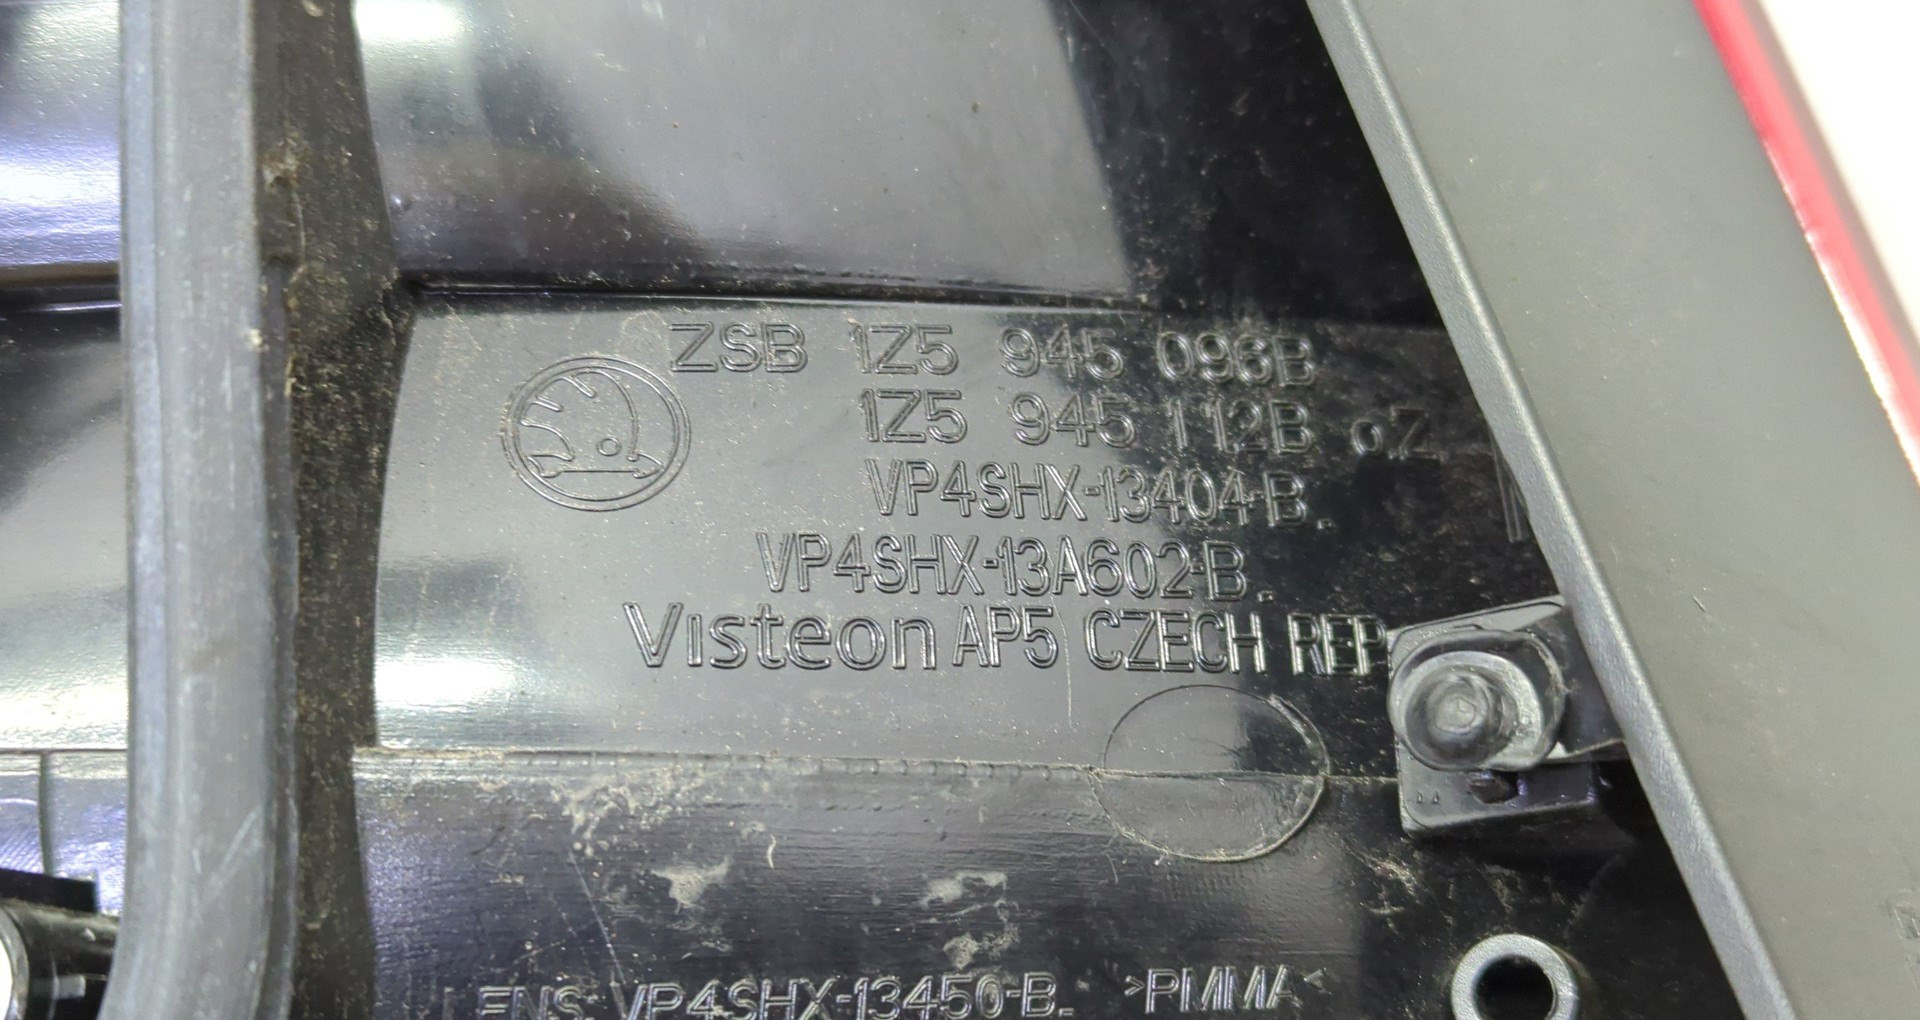 ZSB 1Z5 945 096B
1Z5 945 112B o.Z.
VP4SHX-13404-B.
VP4SHX-13A602-B.
Visteon AP5 CZECH REP
LENS: VP4SHX-13450-B. >PMMA<